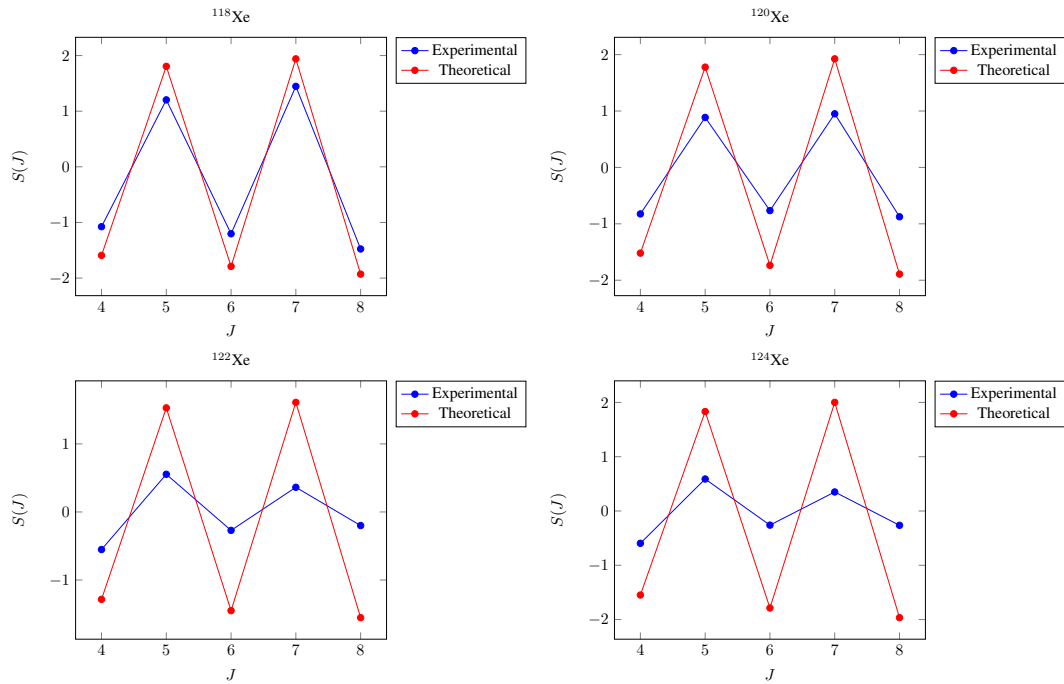 ¹¹⁸Xe
2
1
0
−1
−2
S(J)
4 5 6 7 8
J
Experimental
Theoretical
¹²⁰Xe
2
1
0
−1
−2
S(J)
4 5 6 7 8
J
Experimental
Theoretical
¹²²Xe
1
0
−1
S(J)
4 5 6 7 8
J
Experimental
Theoretical
¹²⁴Xe
2
1
0
−1
−2
S(J)
4 5 6 7 8
J
Experimental
Theoretical